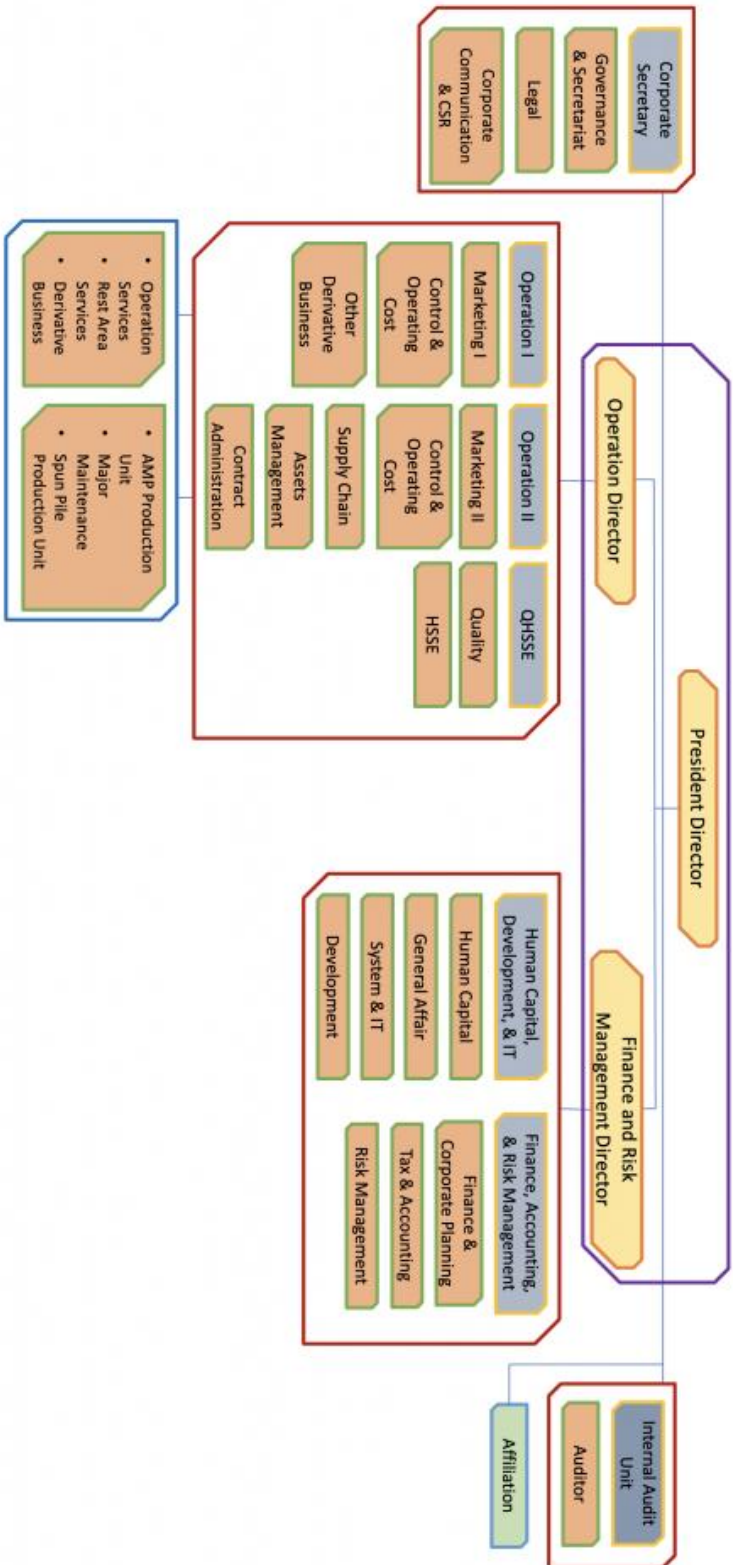 President Director
Operation Director
Finance and Risk
Management Director
Corporate
Secretary
Governance
& Secretariat
Legal
Corporate
Communication
& CSR
Operation I
Marketing I
Control &
Operating
Cost
Other
Derivative
Business
Operation II
Marketing II
Control &
Operating
Cost
Supply Chain
Assets
Management
Contract
Administration
QHSSE
Quality
HSSE
• Operation
Services
• Rest Area
Services
• Derivative
Business
• AMP Production
Unit
• Major
Maintenance
• Spun Pile
Production Unit
Human Capital,
Development, & IT
Human Capital
General Affair
System & IT
Development
Finance, Accounting,
& Risk Management
Finance &
Corporate Planning
Tax & Accounting
Risk Management
Internal Audit
Unit
Auditor
Affiliation